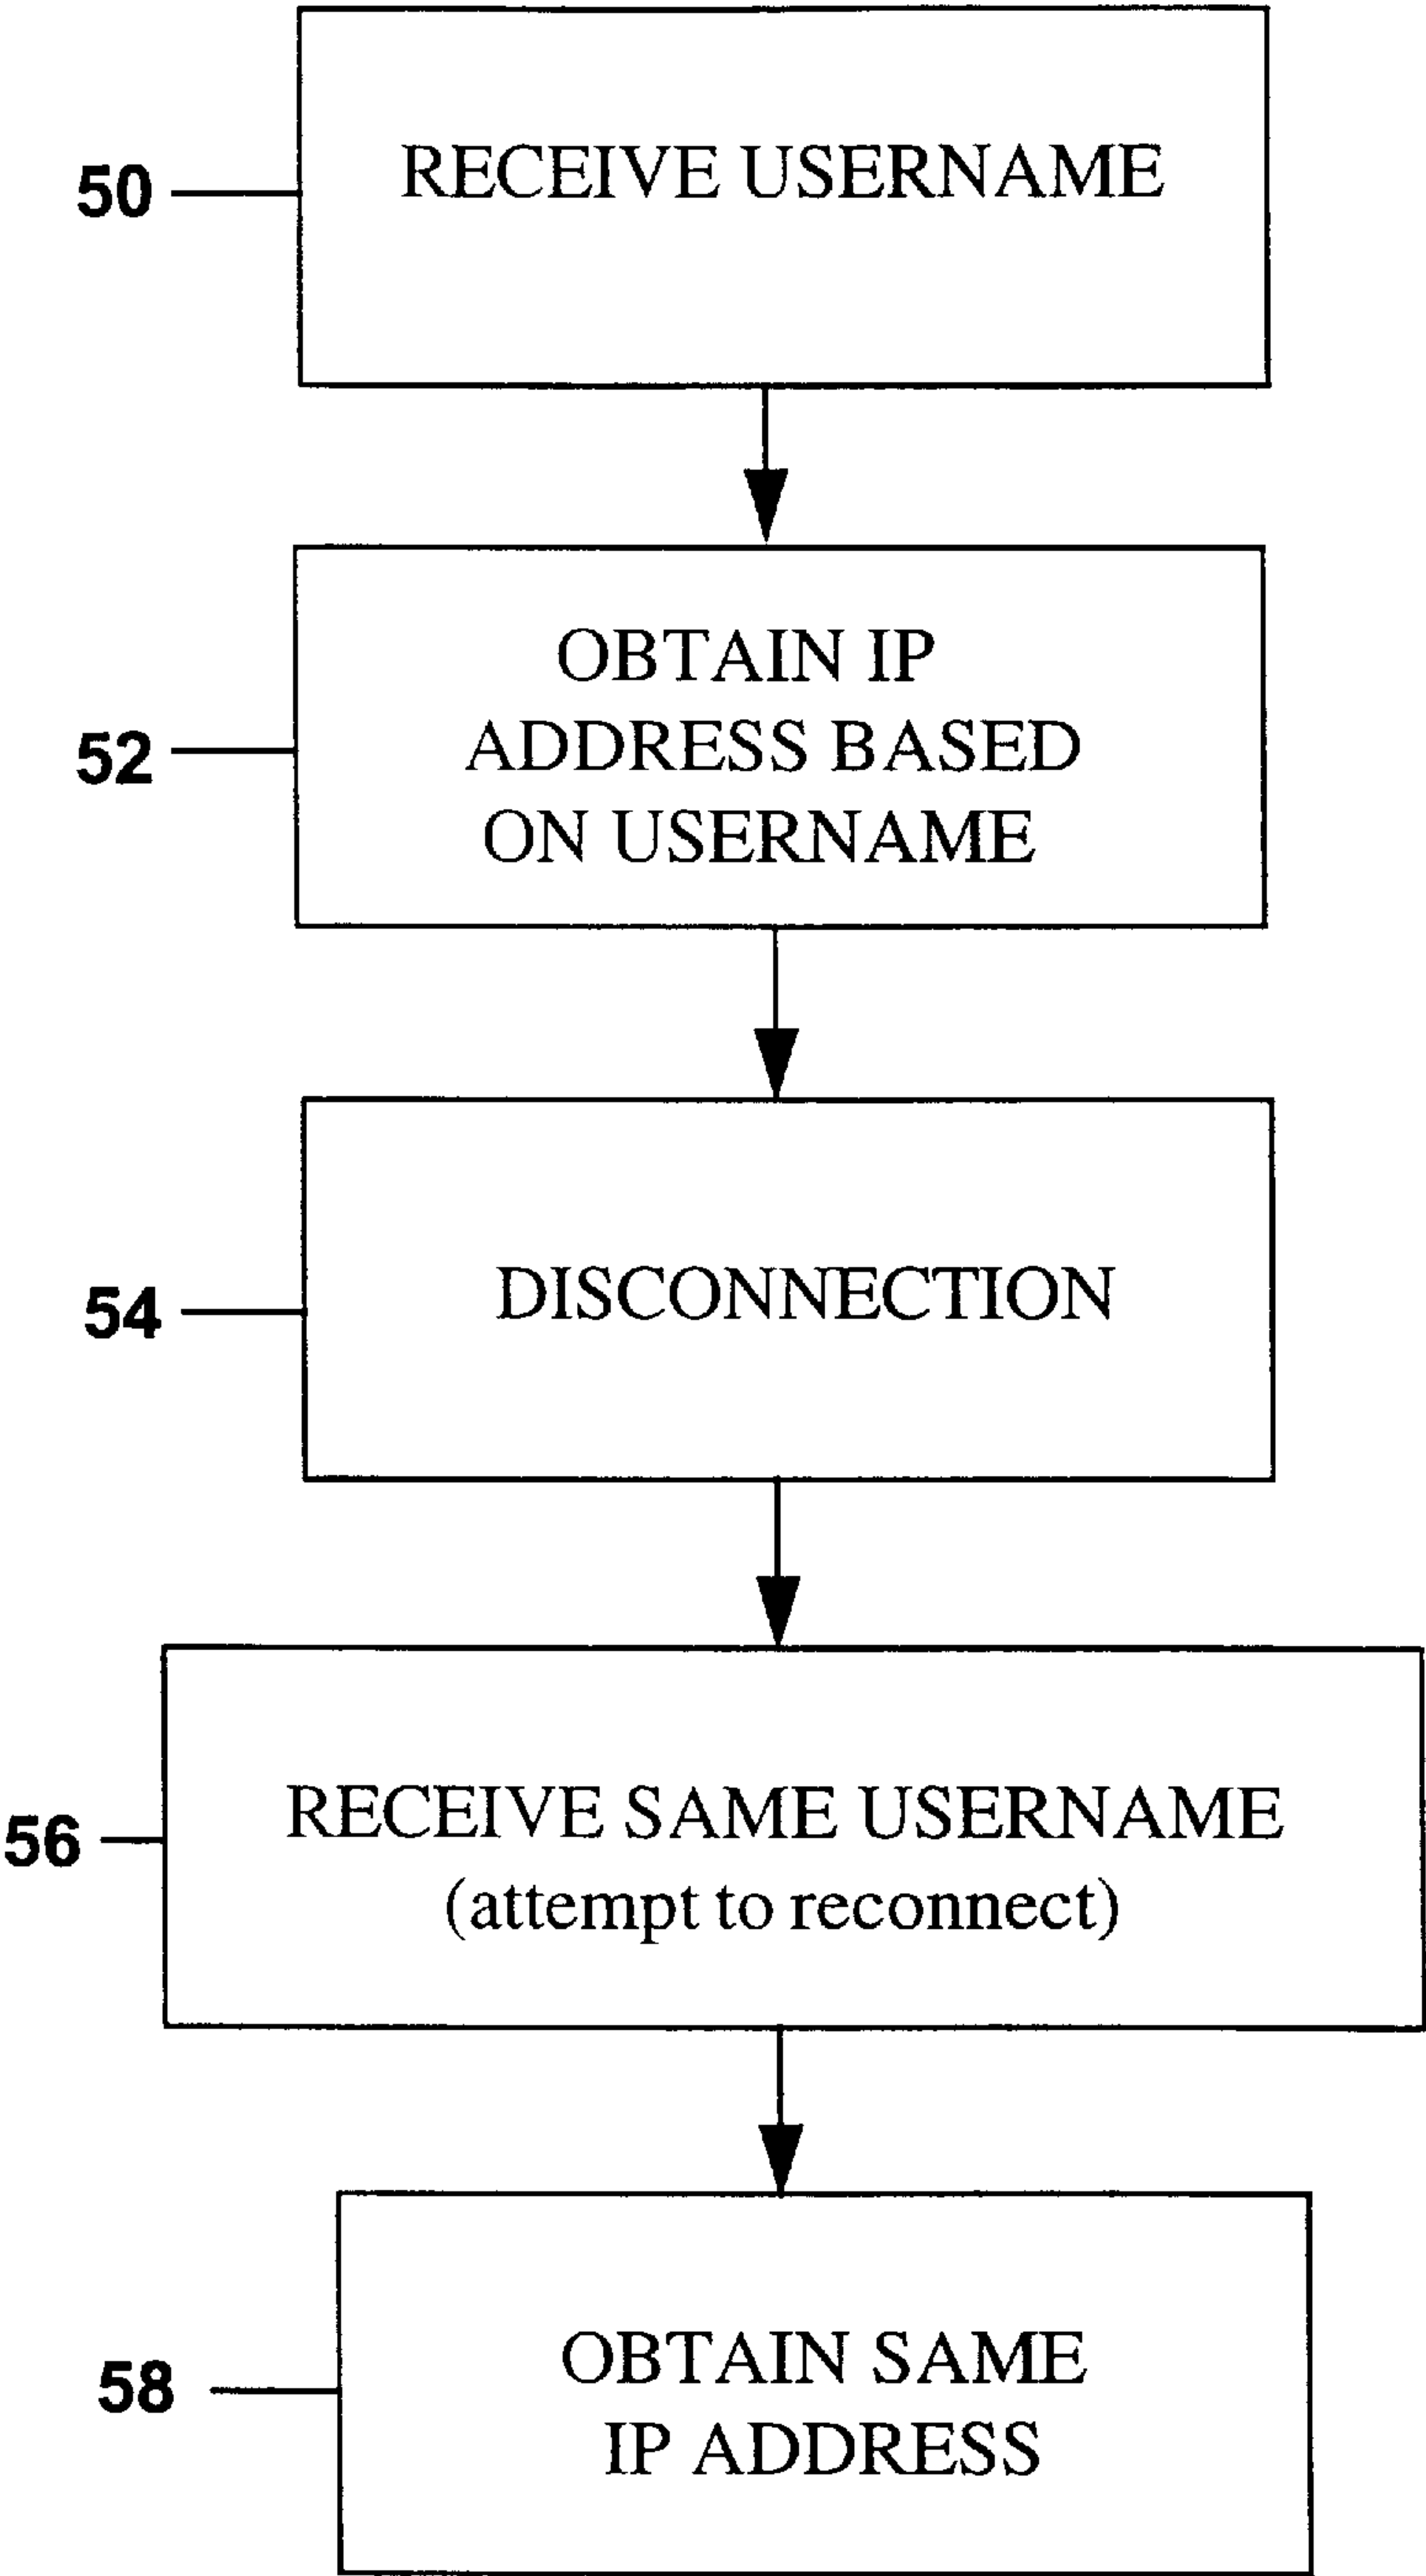 50
RECEIVE USERNAME
52
OBTAIN IP
ADDRESS BASED
ON USERNAME
54
DISCONNECTION
56
RECEIVE SAME USERNAME
(attempt to reconnect)
58
OBTAIN SAME
IP ADDRESS